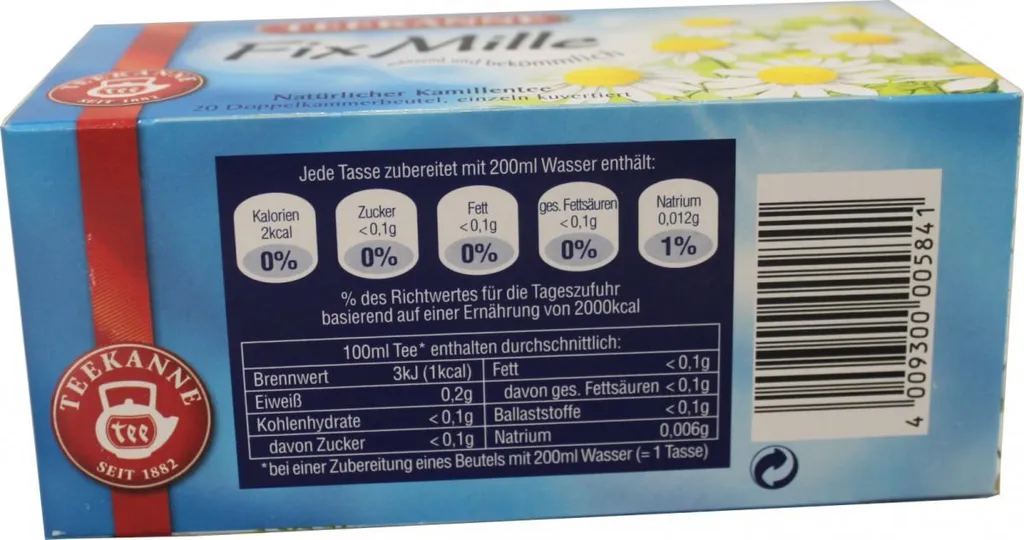 TEEKANNE
FixMille
schonend und bekömmlich
Natürlicher Kamillentee
20 Doppelkammerbeutel, einzeln kuvertiert
TEEKANNE
SEIT 1882
Jede Tasse zubereitet mit 200ml Wasser enthält:
Kalorien
2kcal
0%
Zucker
<0,1g
0%
Fett
<0,1g
0%
ges. Fettsäuren
<0,1g
0%
Natrium
0,012g
1%
% des Richtwertes für die Tageszufuhr
basierend auf einer Ernährung von 2000kcal
100ml Tee* enthalten durchschnittlich:
Brennwert 3kJ (1kcal)
Eiweiß 0,2g
Kohlenhydrate <0,1g
davon Zucker <0,1g
Fett <0,1g
davon ges. Fettsäuren <0,1g
Ballaststoffe <0,1g
Natrium 0,006g
*bei einer Zubereitung eines Beutels mit 200ml Wasser (= 1 Tasse)
4 009300 005841
TEEKANNE
tee
SEIT 1882